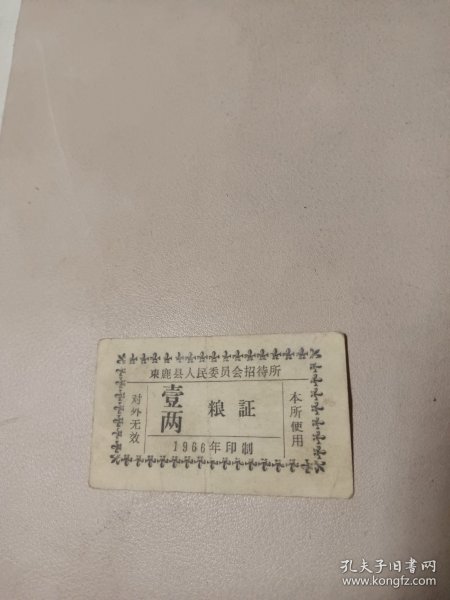 束鹿县人民委员会招待所
对外无效
壹两
粮証
本所使用
1966年印制
孔夫子旧书网
www.kongfz.com